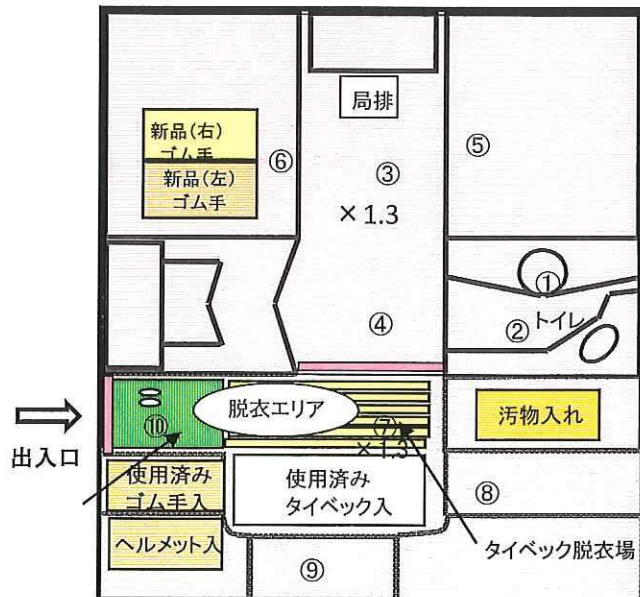 局排
新品(右)
ゴム手
新品(左)
ゴム手
⑥
③
⑤
×1.3
①
④
② トイレ
出入口
⑩
脱衣エリア
⑦
×1.3
汚物入れ
使用済み
ゴム手入
使用済み
タイベック入
⑧
ヘルメット入
⑨
タイベック脱衣場